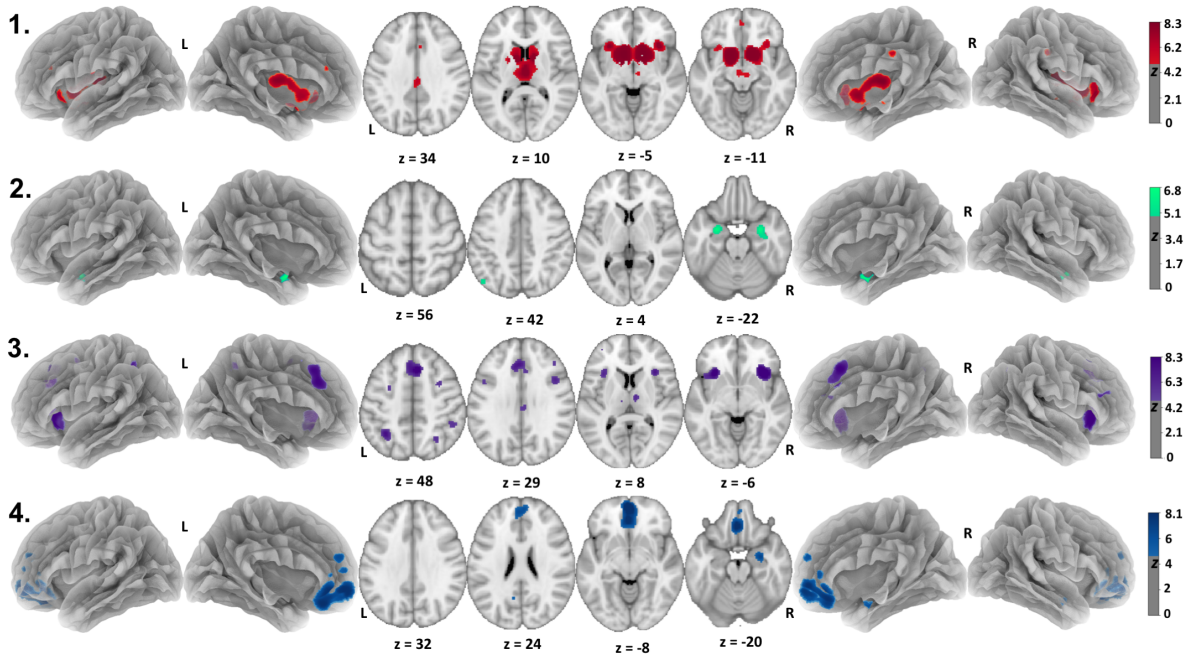 1.
L
R
8.3
6.2
4.2
2.1
0
Z
L
R
z = 34
z = 10
z = -5
z = -11
2.
L
R
6.8
5.1
3.4
1.7
0
Z
L
R
z = 56
z = 42
z = 4
z = -22
3.
L
R
8.3
6.3
4.2
2.1
0
Z
L
R
z = 48
z = 29
z = 8
z = -6
4.
L
R
8.1
6
4
2
0
Z
L
R
z = 32
z = 24
z = -8
z = -20